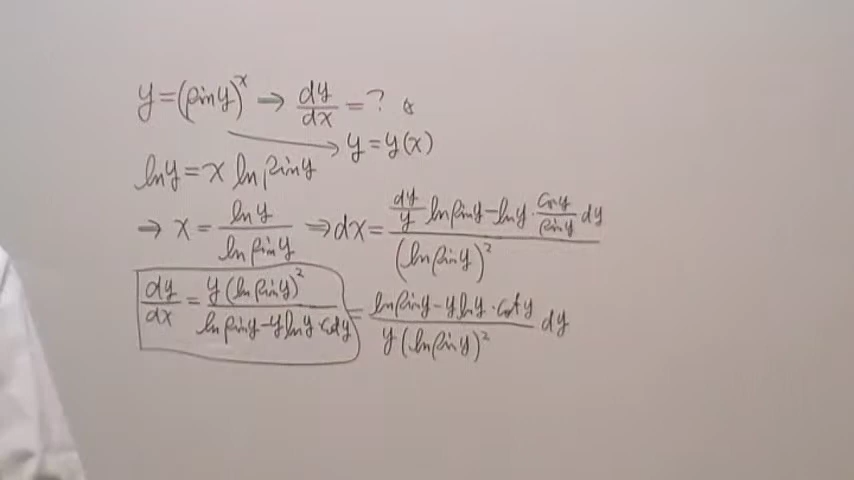 y = (sin y)^x ⇒ dy/dx = ?
→ y = y(x)
ln y = x ln sin y
⇒ x = ln y / ln sin y ⇒ dx = (dy/y ln sin y - ln y · cos y/sin y dy) / (ln sin y)^2
dy/dx = y (ln sin y)^2 / (ln sin y - y ln y · cot y) = (ln sin y - y ln y · cot y) / (y (ln sin y)^2) dy